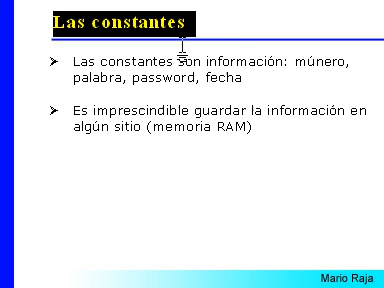 Las constantes
Las constantes son información: múnero,
palabra, password, fecha
Es imprescindible guardar la información en
algún sitio (memoria RAM)
Mario Raja